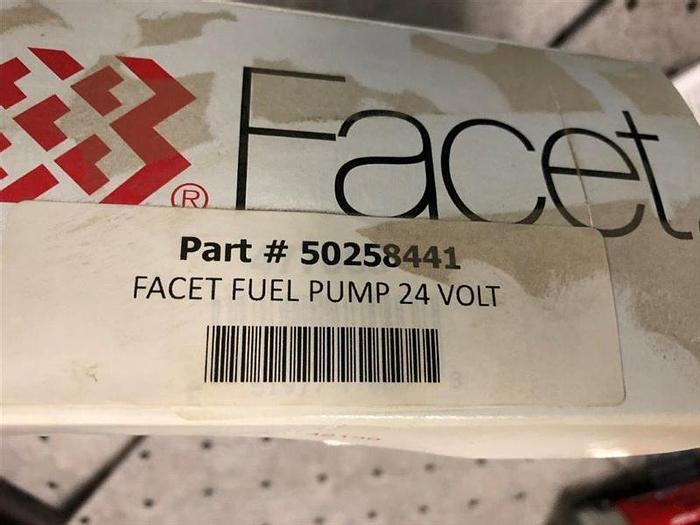 Facet
®
Part # 50258441
FACET FUEL PUMP 24 VOLT